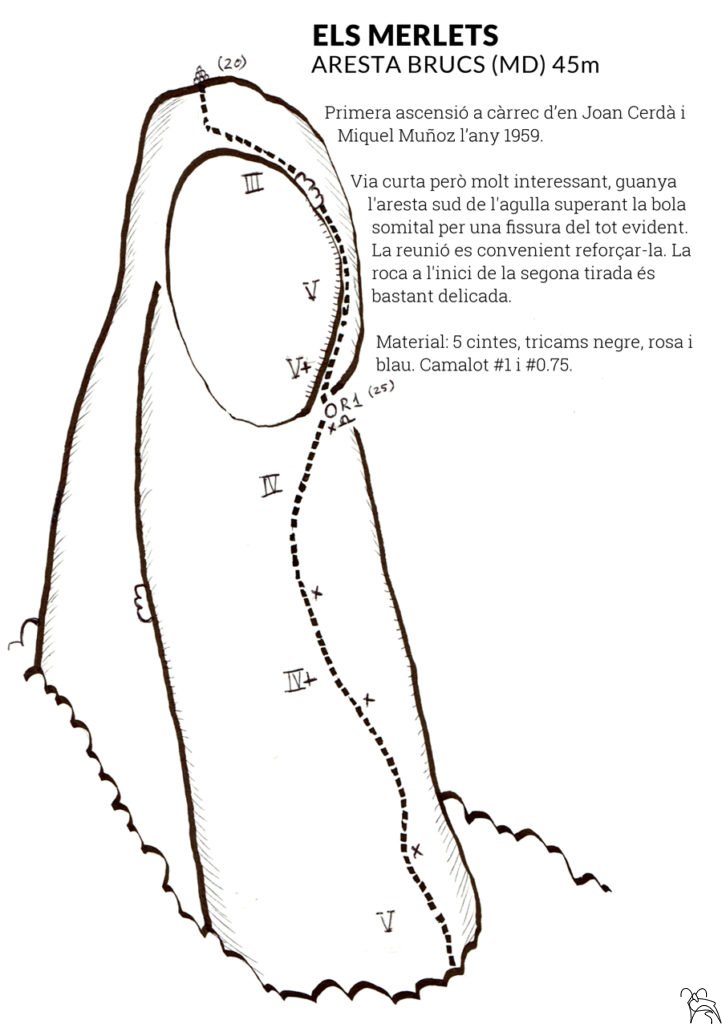 ELS MERLETS
ARESTA BRUCS (MD) 45m
(20)
Primera ascensió a càrrec d'en Joan Cerdà i
Miquel Muñoz l'any 1959.
III
Via curta però molt interessant, guanya
l'aresta sud de l'agulla superant la bola
somital per una fissura del tot evident.
La reunió es convenient reforçar-la. La
roca a l'inici de la segona tirada és
bastant delicada.
V
Material: 5 cintes, tricams negre, rosa i
blau. Camalot #1 i #0.75.
V+
R1 (25)
IV
IV+
V